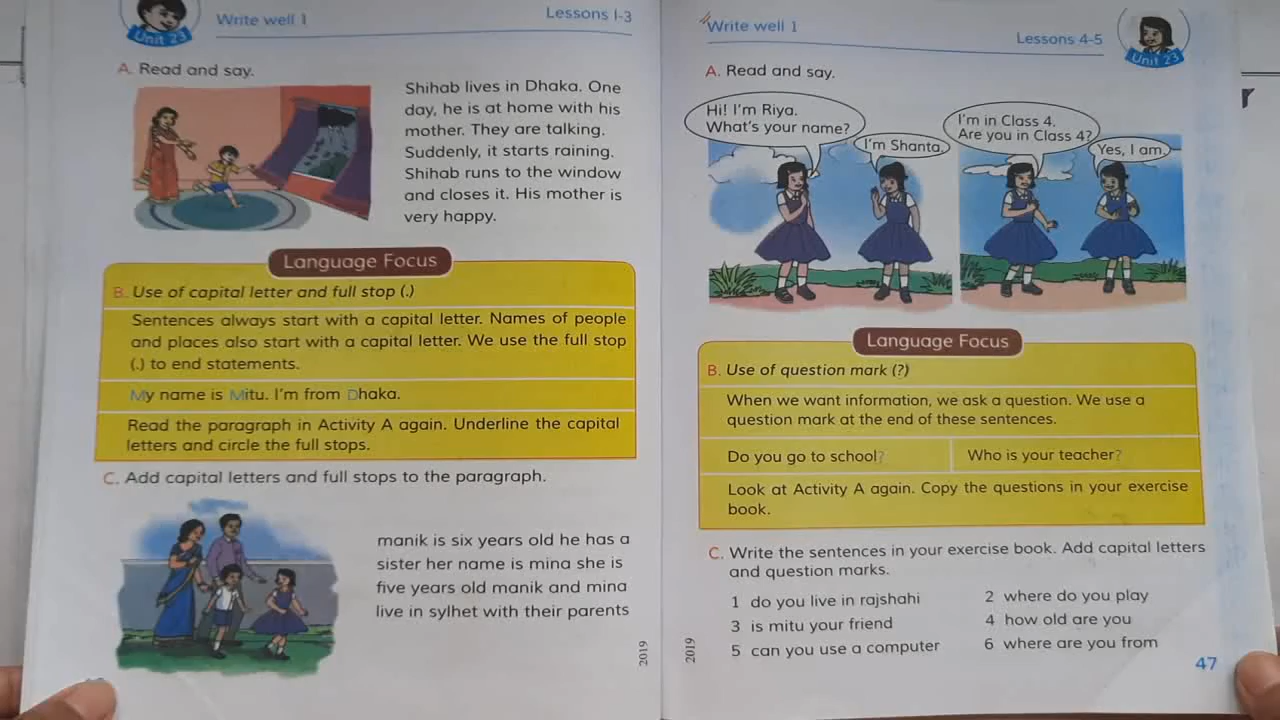 Write well 1
Lessons 1-3
Unit 23
A. Read and say.
Shihab lives in Dhaka. One
day, he is at home with his
mother. They are talking.
Suddenly, it starts raining.
Shihab runs to the window
and closes it. His mother is
very happy.
Language Focus
B. Use of capital letter and full stop (.)
Sentences always start with a capital letter. Names of people
and places also start with a capital letter. We use the full stop
(.) to end statements.
My name is Mitu. I'm from Dhaka.
Read the paragraph in Activity A again. Underline the capital
letters and circle the full stops.
C. Add capital letters and full stops to the paragraph.
manik is six years old he has a
sister her name is mina she is
five years old manik and mina
live in sylhet with their parents
2019
Write well 1
Lessons 4-5
Unit 23
A. Read and say.
Hi! I'm Riya.
What's your name?
I'm Shanta.
I'm in Class 4.
Are you in Class 4?
Yes, I am.
Language Focus
B. Use of question mark (?)
When we want information, we ask a question. We use a
question mark at the end of these sentences.
Do you go to school?
Who is your teacher?
Look at Activity A again. Copy the questions in your exercise
book.
C. Write the sentences in your exercise book. Add capital letters
and question marks.
1 do you live in rajshahi
2 where do you play
3 is mitu your friend
4 how old are you
5 can you use a computer
6 where are you from
2019
47